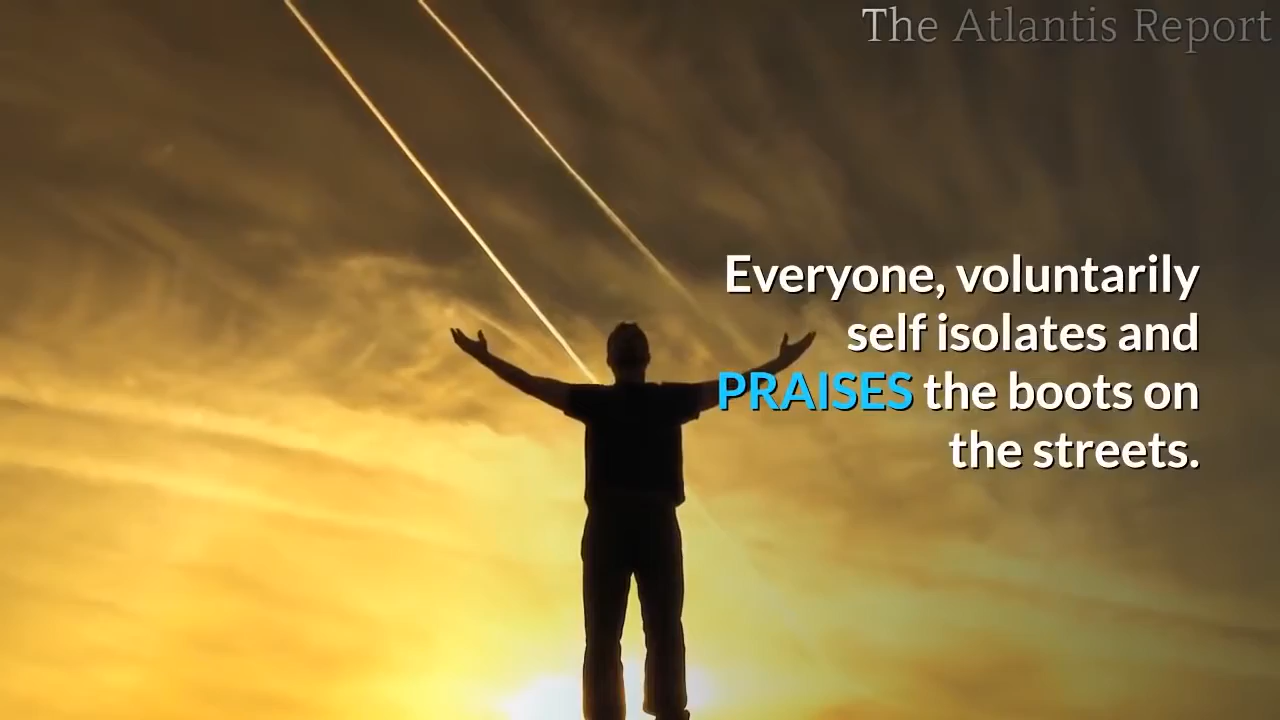 The Atlantis Report
Everyone, voluntarily
self isolates and
PRAISES the boots on
the streets.